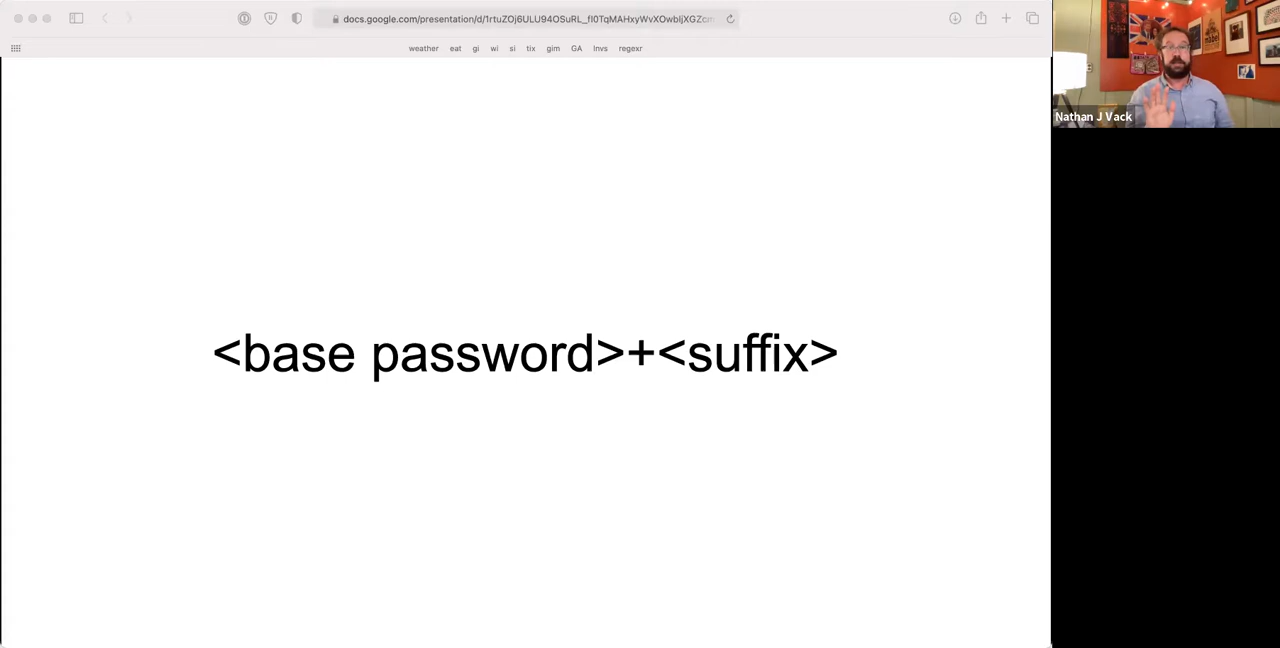 docs.google.com/presentation/d/1rtuZOj6ULU94OSuRL_fI0TqMAHxyWvXOwbljXGZcm
weather eat gi wi si tix gim GA Invs regexr
<base password>+<suffix>
Nathan J Vack